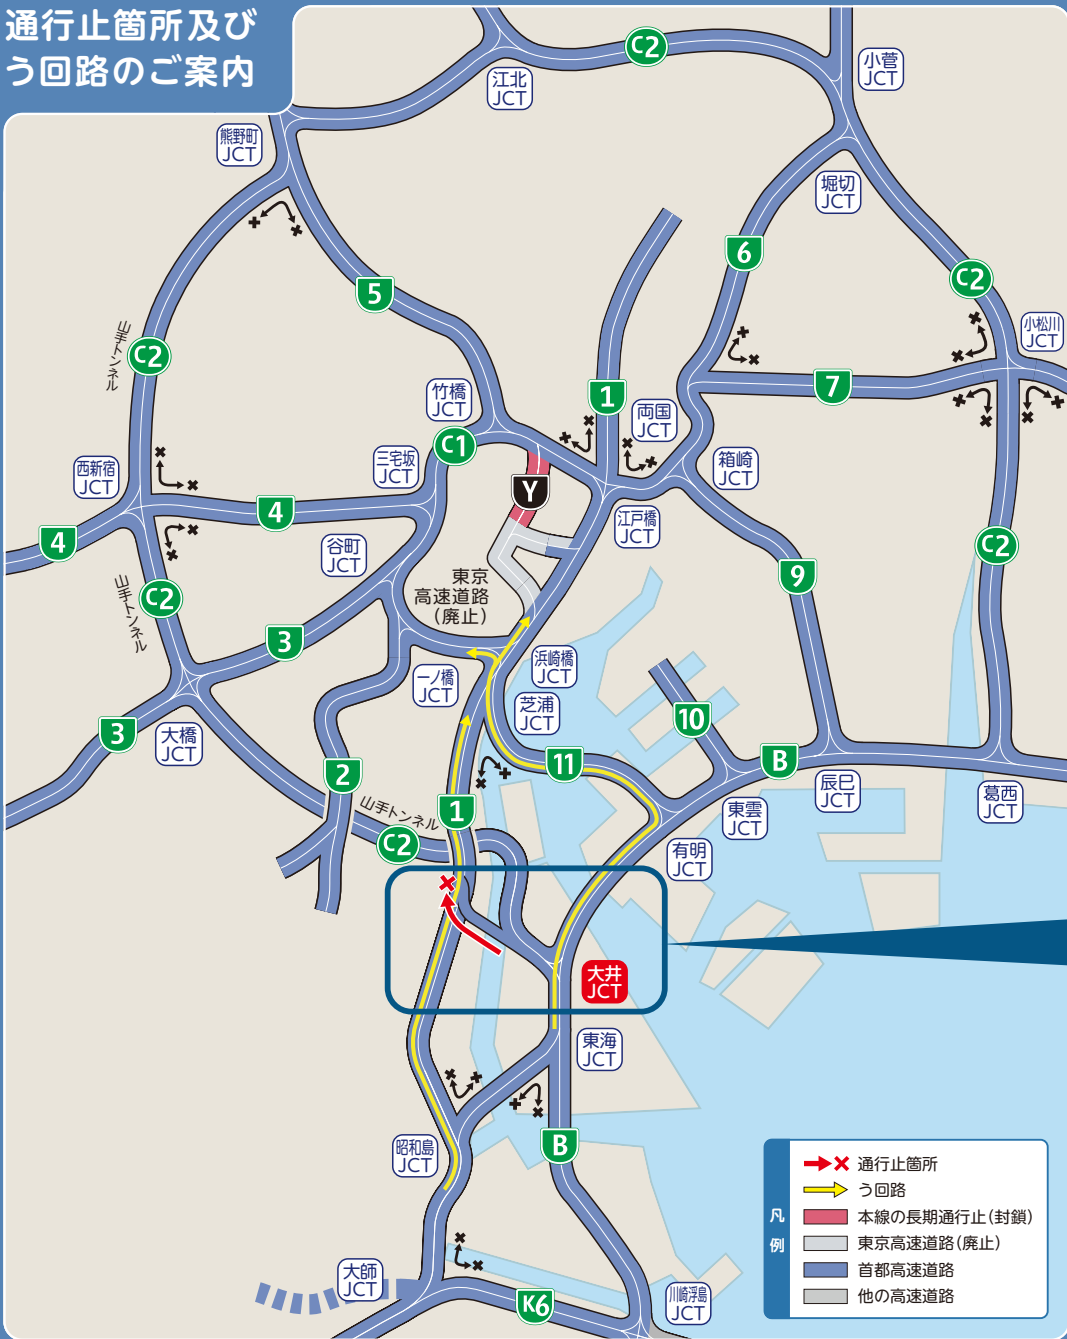 通行止箇所及び
う回路のご案内
C2
小菅
JCT
江北
JCT
熊野町
JCT
堀切
JCT
6
C2
5
小松川
JCT
山手トンネル
C2
竹橋
JCT
1
両国
JCT
7
C1
三宅坂
JCT
西新宿
JCT
箱崎
JCT
Y
4
江戸橋
JCT
4
谷町
JCT
C2
9
東京
高速道路
(廃止)
山手トンネル
C2
3
浜崎橋
JCT
一ノ橋
JCT
芝浦
JCT
10
3
大橋
JCT
11
B
2
辰巳
JCT
葛西
JCT
山手トンネル
1
東雲
JCT
C2
有明
JCT
大井
JCT
東海
JCT
昭和島
JCT
B
大師
JCT
K6
川崎浮島
JCT
凡例
通行止箇所
う回路
本線の長期通行止(封鎖)
東京高速道路(廃止)
首都高速道路
他の高速道路